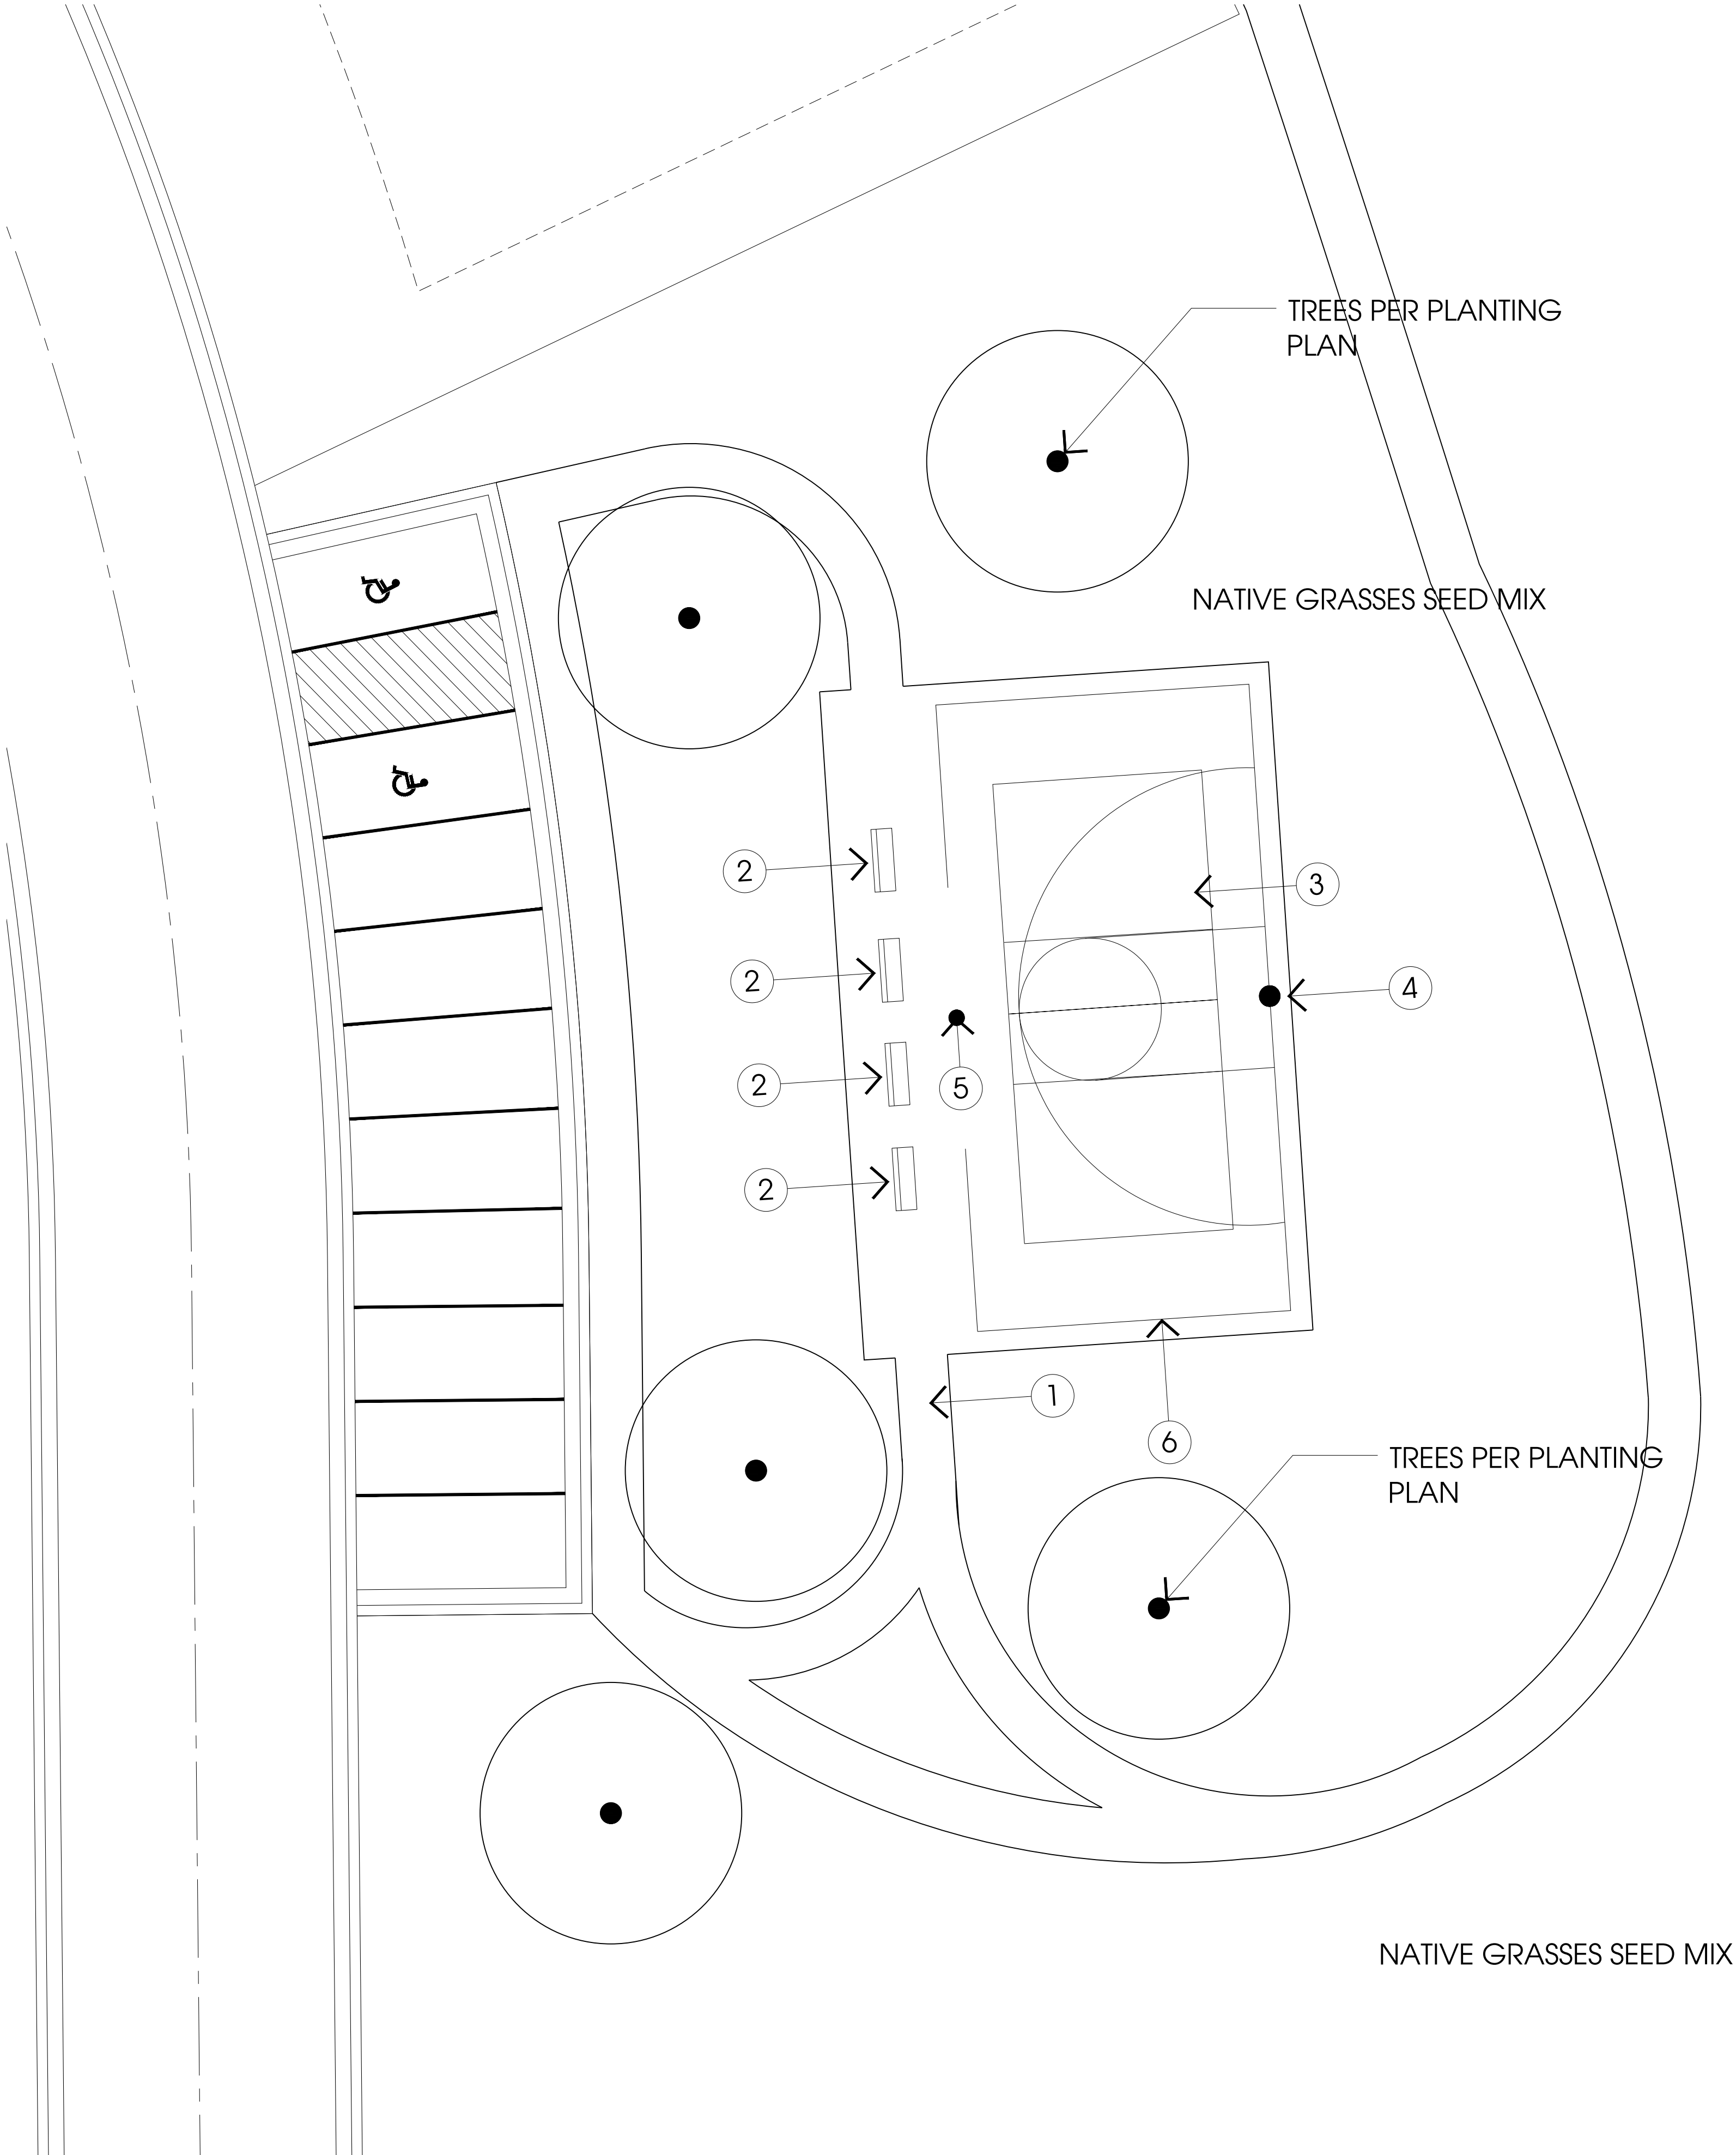 TREES PER PLANTING
PLAN
NATIVE GRASSES SEED MIX
2
3
2
4
2
5
2
1
6
TREES PER PLANTING
PLAN
NATIVE GRASSES SEED MIX